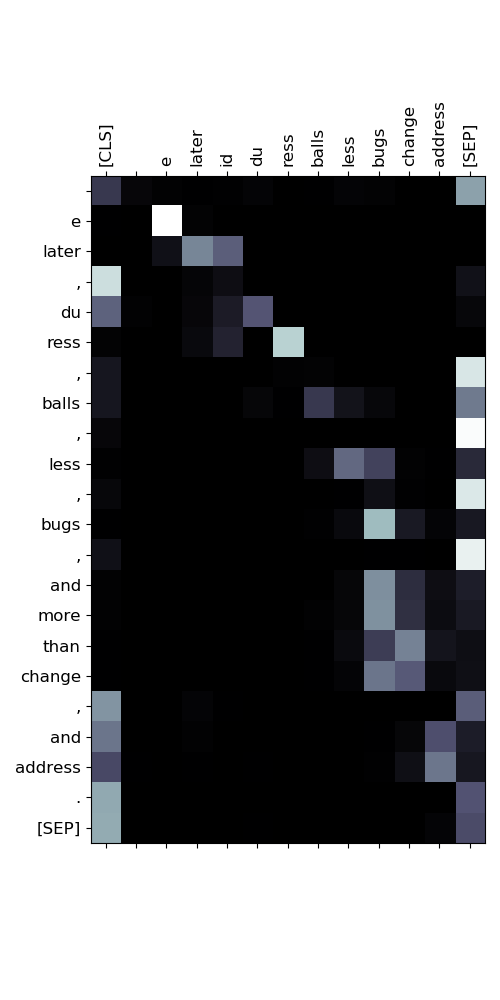 [CLS]
e
later
id
du
ress
balls
less
bugs
change
address
[SEP]
e
later
,
du
ress
,
balls
,
less
,
bugs
,
and
more
than
change
,
and
address
.
[SEP]